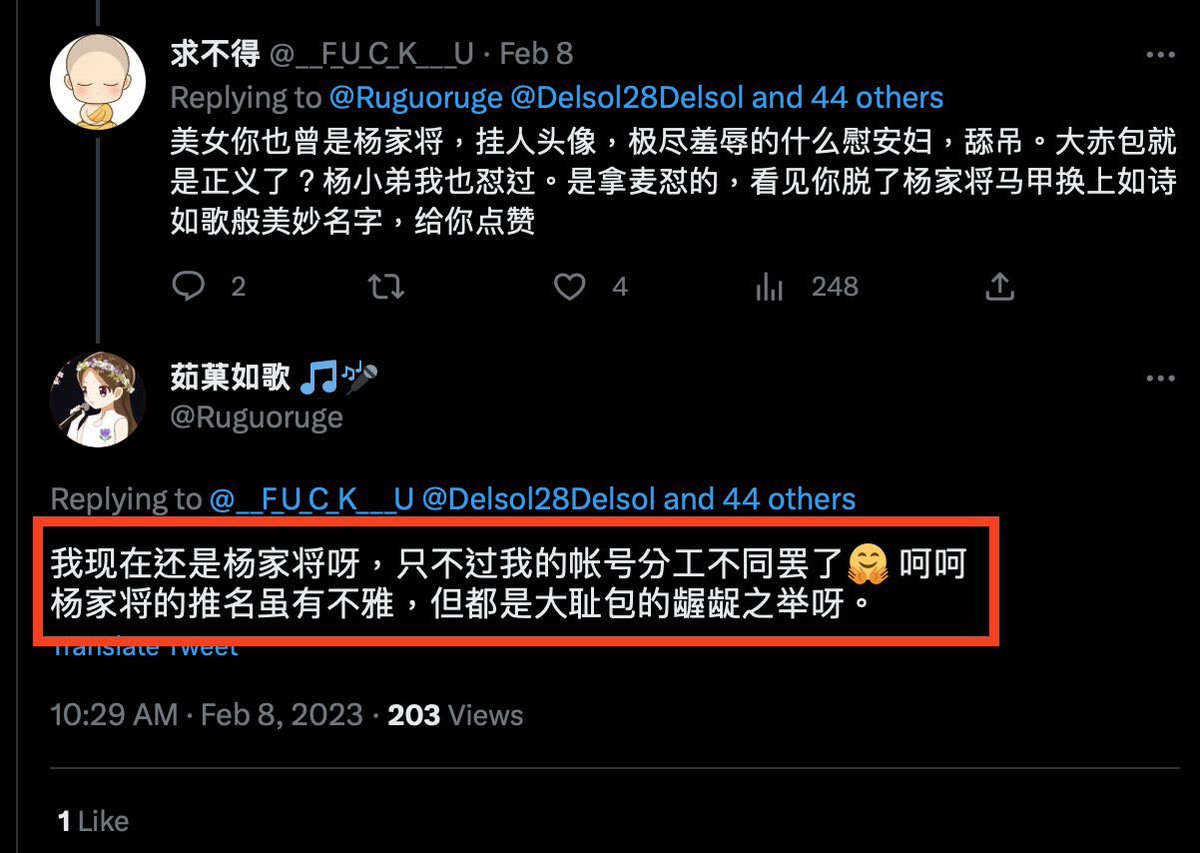 求不得 @__F_U_C_K___U · Feb 8
Replying to @Ruguoruge @Delsol28Delsol and 44 others
美女你也曾是杨家将，挂人头像，极尽羞辱的什么慰安妇，舔吊。大赤包就
是正义了？杨小弟我也怼过。是拿麦怼的，看见你脱了杨家将马甲换上如诗
如歌般美妙名字，给你点赞
2 4 248
茹菓如歌 🎵🎤
@Ruguoruge
Replying to @__F_U_C_K___U @Delsol28Delsol and 44 others
我现在还是杨家将呀，只不过我的帐号分工不同罢了🤗 呵呵
杨家将的推名虽有不雅，但都是大耻包的龌龊之举呀。
Translate Tweet
10:29 AM · Feb 8, 2023 · 203 Views
1 Like